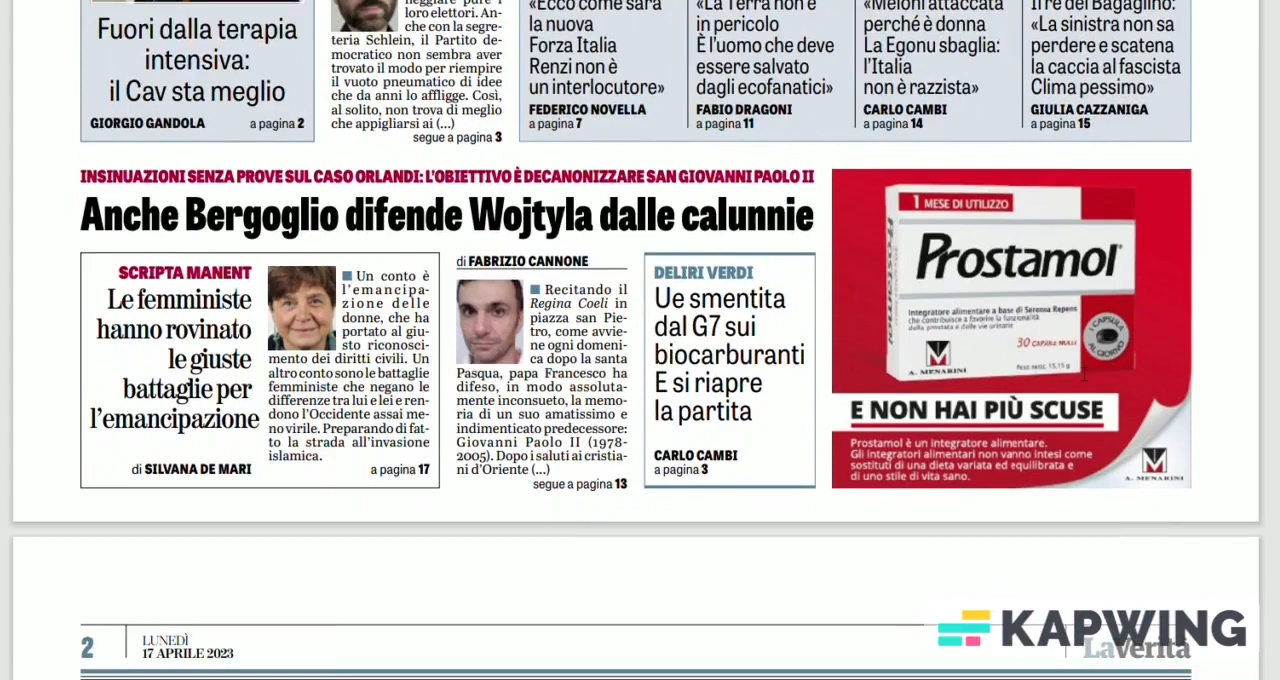 Fuori dalla terapia
intensiva:
il Cav sta meglio
GIORGIO GANDOLA a pagina 2
loro elettori. An-
che con la segre-
teria Schlein, il Partito de-
mocratico non sembra aver
trovato il modo per riempire
il vuoto pneumatico di idee
che da anni lo affligge. Così,
al solito, non trova di meglio
che appigliarsi ai (...)
segue a pagina 3
«Ecco come sarà
la nuova
Forza Italia
Renzi non è
un interlocutore»
FEDERICO NOVELLA
a pagina 7
«La Terra non è
in pericolo
È l'uomo che deve
essere salvato
dagli ecofanatici»
FABIO DRAGONI
a pagina 11
«Meloni attaccata
perché è donna
La Egonu sbaglia:
l'Italia
non è razzista»
CARLO CAMBI
a pagina 14
Il re del Bagaglino:
«La sinistra non sa
perdere e scatena
la caccia al fascista
Clima pessimo»
GIULIA CAZZANIGA
a pagina 15
INSINUAZIONI SENZA PROVE SUL CASO ORLANDI: L'OBIETTIVO È DECANONIZZARE SAN GIOVANNI PAOLO II
Anche Bergoglio difende Wojtyla dalle calunnie
SCRIPTA MANENT
Le femministe
hanno rovinato
le giuste
battaglie per
l'emancipazione
di SILVANA DE MARI
Un conto è
l'emancipa-
zione delle
donne, che ha
portato al giu-
sto riconosci-
mento dei diritti civili. Un
altro conto sono le battaglie
femministe che negano le
differenze tra lui e lei e ren-
dono l'Occidente assai me-
no virile. Preparando di fat-
to la strada all'invasione
islamica.
a pagina 17
di FABRIZIO CANNONE
Recitando il
Regina Coeli in
piazza san Pie-
tro, come avvie-
ne ogni domeni-
ca dopo la santa
Pasqua, papa Francesco ha
difeso, in modo assoluta-
mente inconsueto, la memo-
ria di un suo amatissimo e
indimenticato predecessore:
Giovanni Paolo II (1978-
2005). Dopo i saluti ai cristia-
ni d'Oriente (...)
segue a pagina 13
DELIRI VERDI
Ue smentita
dal G7 sui
biocarburanti
E si riapre
la partita
CARLO CAMBI
a pagina 3
1 MESE DI UTILIZZO
Prostamol
Integratore alimentare a base di Serenoa Repens
che contribuisce a favorire la funzionalità
della prostata e delle vie urinarie
30 CAPSULE MOLLI
1 CAPSULA
AL GIORNO
A. MENARINI
Peso netto: 15,15 g
E NON HAI PIÙ SCUSE
Prostamol è un integratore alimentare.
Gli integratori alimentari non vanno intesi come
sostituti di una dieta variata ed equilibrata e
di uno stile di vita sano.
A. MENARINI
2
LUNEDÌ
17 APRILE 2023
KAPWING
LaVerità